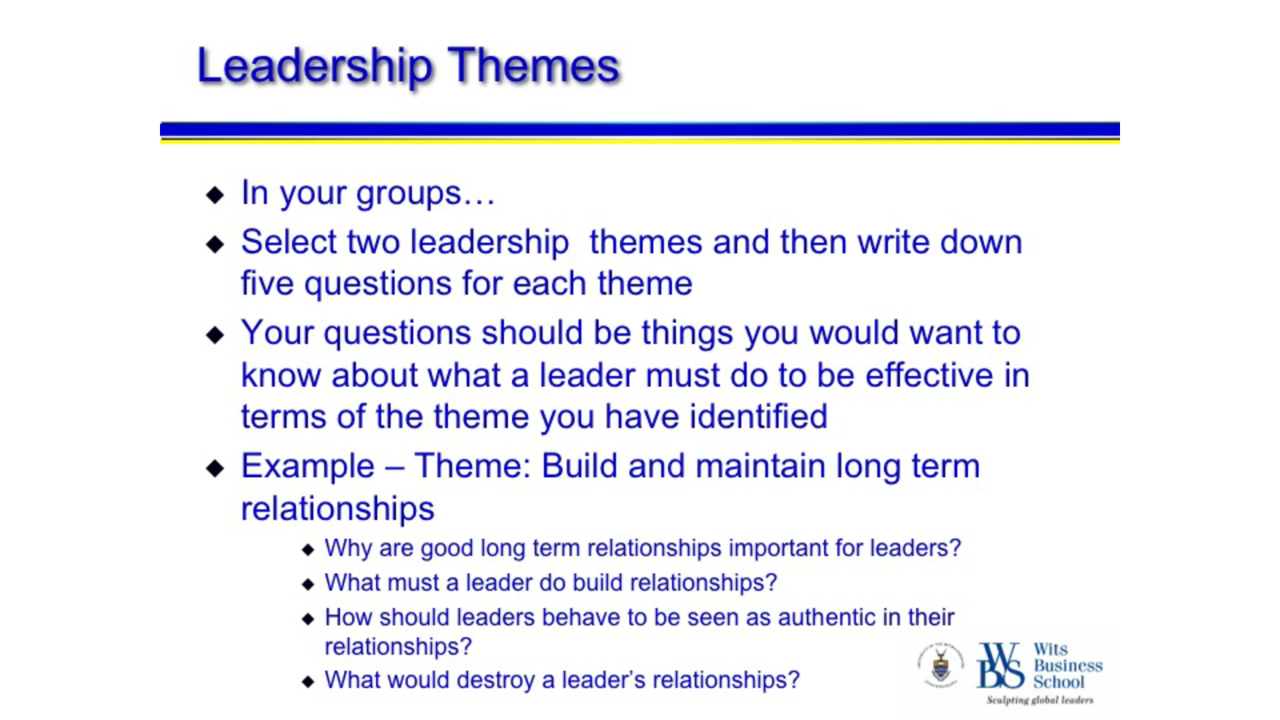 Leadership Themes
In your groups…
Select two leadership  themes and then write down
five questions for each theme
Your questions should be things you would want to
know about what a leader must do to be effective in
terms of the theme you have identified
Example – Theme: Build and maintain long term
relationships
Why are good long term relationships important for leaders?
What must a leader do build relationships?
How should leaders behave to be seen as authentic in their
relationships?
What would destroy a leader's relationships?
WBS
Wits
Business
School
Sculpting global leaders